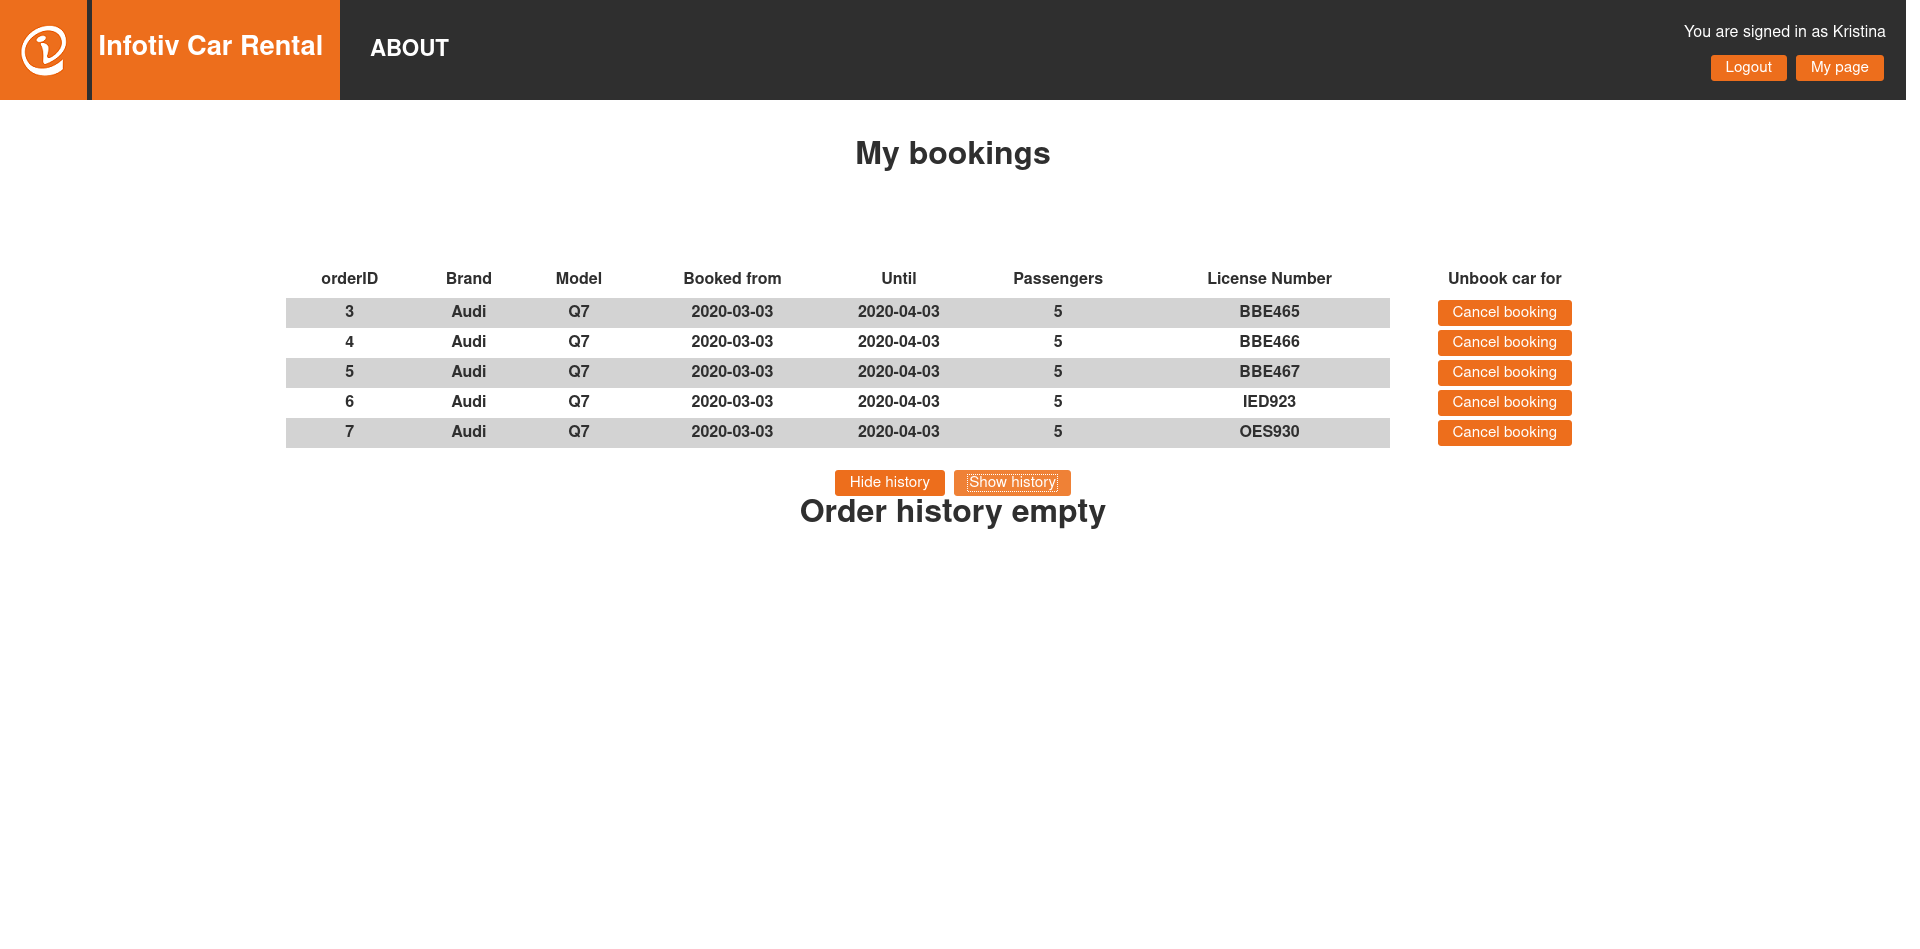 Infotiv Car Rental
ABOUT
You are signed in as Kristina
Logout My page
My bookings
orderID Brand Model Booked from Until Passengers License Number Unbook car for
3 Audi Q7 2020-03-03 2020-04-03 5 BBE465 Cancel booking
4 Audi Q7 2020-03-03 2020-04-03 5 BBE466 Cancel booking
5 Audi Q7 2020-03-03 2020-04-03 5 BBE467 Cancel booking
6 Audi Q7 2020-03-03 2020-04-03 5 IED923 Cancel booking
7 Audi Q7 2020-03-03 2020-04-03 5 OES930 Cancel booking
Hide history Show history
Order history empty